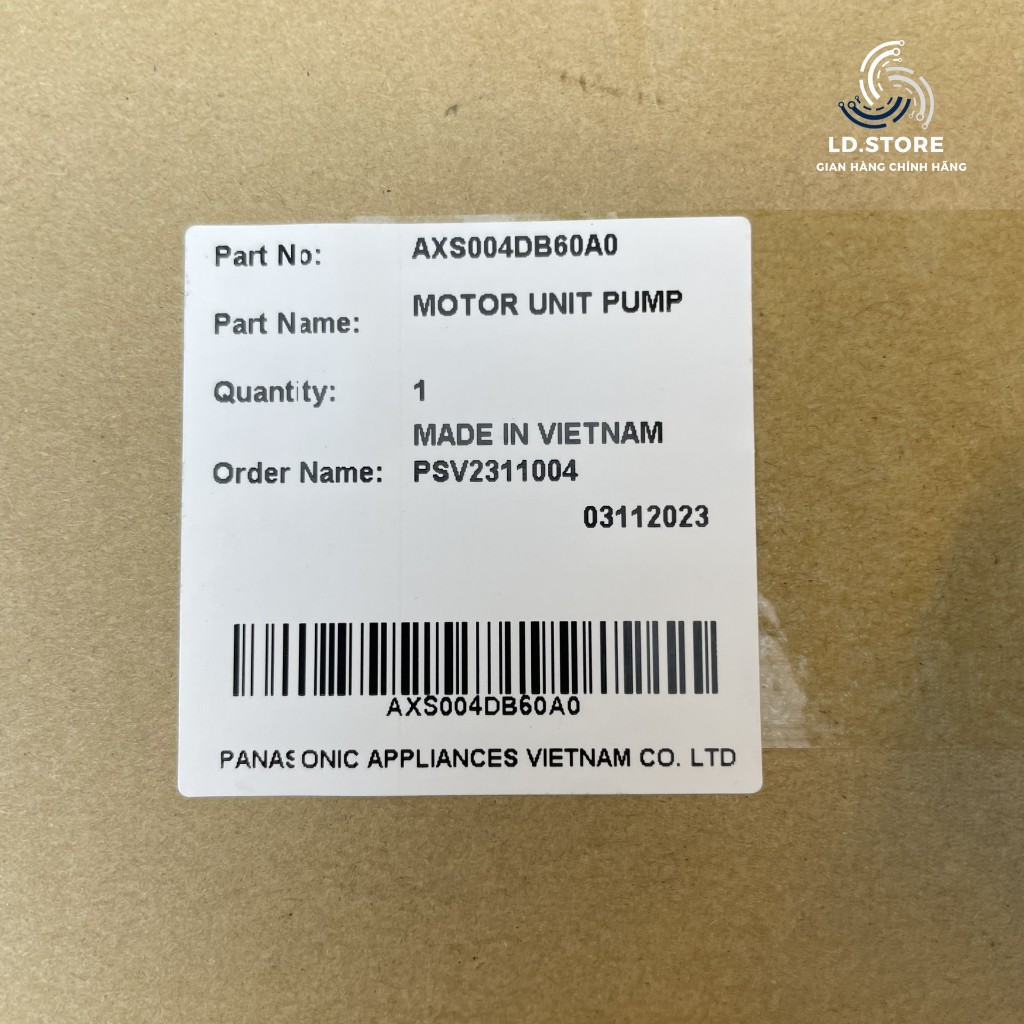 LD.STORE
GIAN HÀNG CHÍNH HÃNG
Part No: AXS004DB60A0
Part Name: MOTOR UNIT PUMP
Quantity: 1
MADE IN VIETNAM
Order Name: PSV2311004
03112023
AXS004DB60A0
PANASONIC APPLIANCES VIETNAM CO. LTD